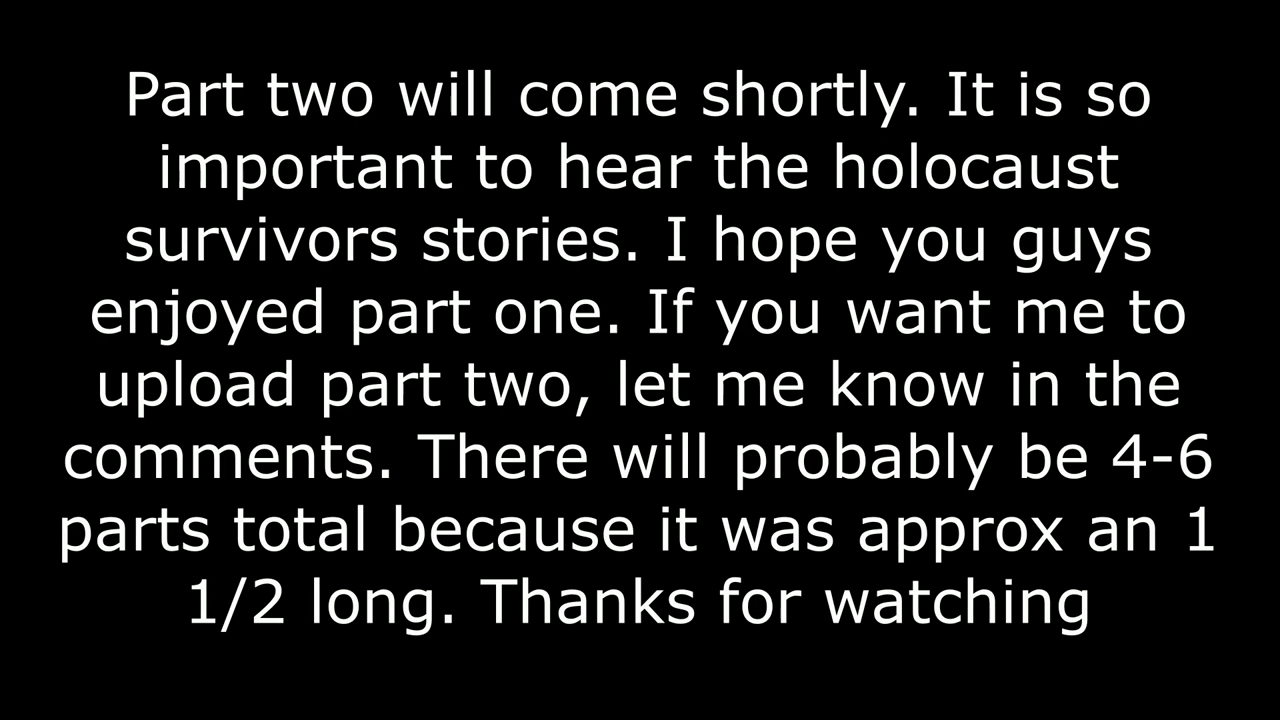 Part two will come shortly. It is so
important to hear the holocaust
survivors stories. I hope you guys
enjoyed part one. If you want me to
upload part two, let me know in the
comments. There will probably be 4-6
parts total because it was approx an 1
1/2 long. Thanks for watching